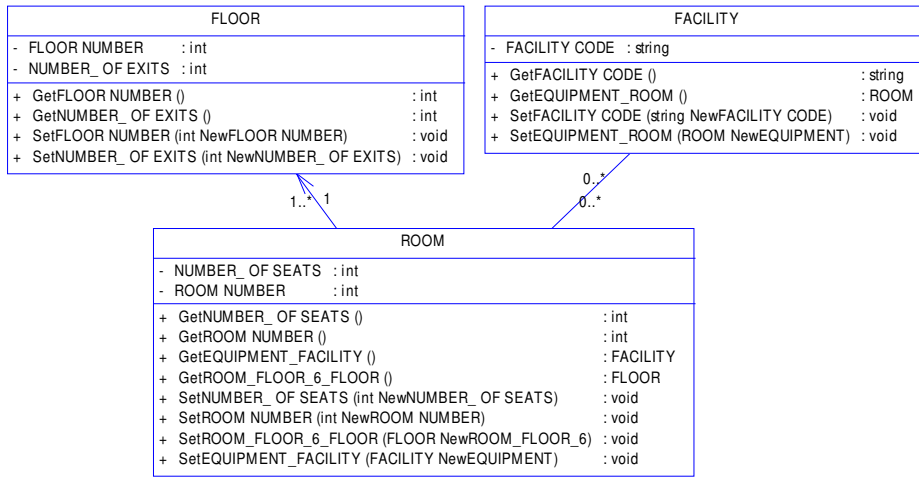 FLOOR
- FLOOR NUMBER : int
- NUMBER_ OF EXITS : int
+ GetFLOOR NUMBER () : int
+ GetNUMBER_ OF EXITS () : int
+ SetFLOOR NUMBER (int NewFLOOR NUMBER) : void
+ SetNUMBER_ OF EXITS (int NewNUMBER_ OF EXITS) : void
FACILITY
- FACILITY CODE : string
+ GetFACILITY CODE () : string
+ GetEQUIPMENT_ROOM () : ROOM
+ SetFACILITY CODE (string NewFACILITY CODE) : void
+ SetEQUIPMENT_ROOM (ROOM NewEQUIPMENT) : void
1..* 1
0..*
0..*
ROOM
- NUMBER_ OF SEATS : int
- ROOM NUMBER : int
+ GetNUMBER_ OF SEATS () : int
+ GetROOM NUMBER () : int
+ GetEQUIPMENT_FACILITY () : FACILITY
+ GetROOM_FLOOR_6_FLOOR () : FLOOR
+ SetNUMBER_ OF SEATS (int NewNUMBER_ OF SEATS) : void
+ SetROOM NUMBER (int NewROOM NUMBER) : void
+ SetROOM_FLOOR_6_FLOOR (FLOOR NewROOM_FLOOR_6) : void
+ SetEQUIPMENT_FACILITY (FACILITY NewEQUIPMENT) : void